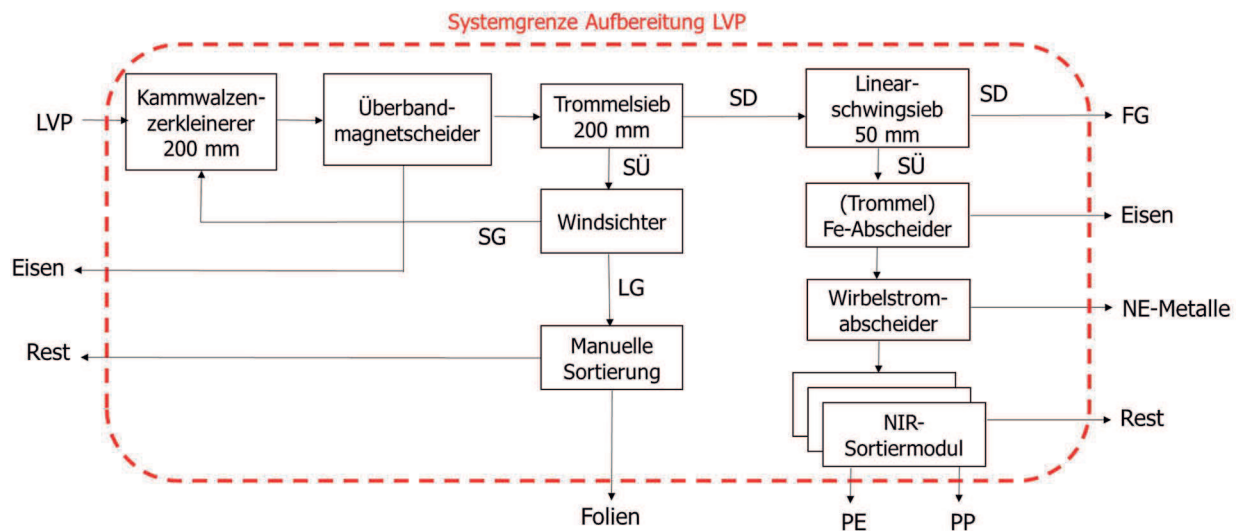 Systemgrenze Aufbereitung LVP
LVP
Kammwalzen-
zerkleinerer
200 mm
Überband-
magnetscheider
Trommelsieb
200 mm
SD
Linear-
schwingsieb
50 mm
SD
FG
SÜ
SÜ
Windsichter
SG
(Trommel)
Fe-Abscheider
Eisen
Eisen
LG
Wirbelstrom-
abscheider
NE-Metalle
Rest
Manuelle
Sortierung
NIR-
Sortiermodul
Rest
Folien
PE
PP